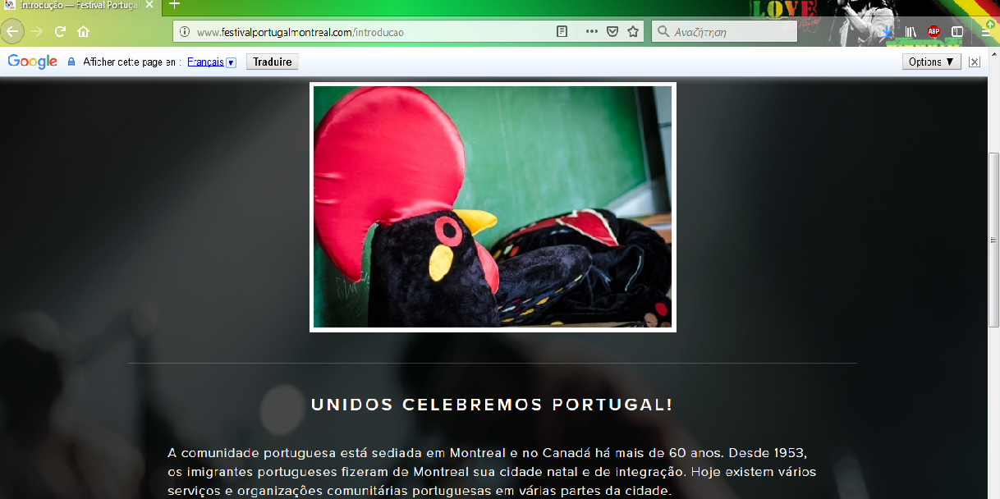 Introdução — Festival Portuga
LOVE
www.festivalportugalmontreal.com/introducao
Αναζήτηση
ABP
Google Afficher cette page en : Français Traduire Options
UNIDOS CELEBREMOS PORTUGAL!
A comunidade portuguesa está sediada em Montreal e no Canadá há mais de 60 anos. Desde 1953,
os imigrantes portugueses fizeram de Montreal sua cidade natal e de integração. Hoje existem vários
serviços e organizações comunitárias portuguesas em várias partes da cidade.